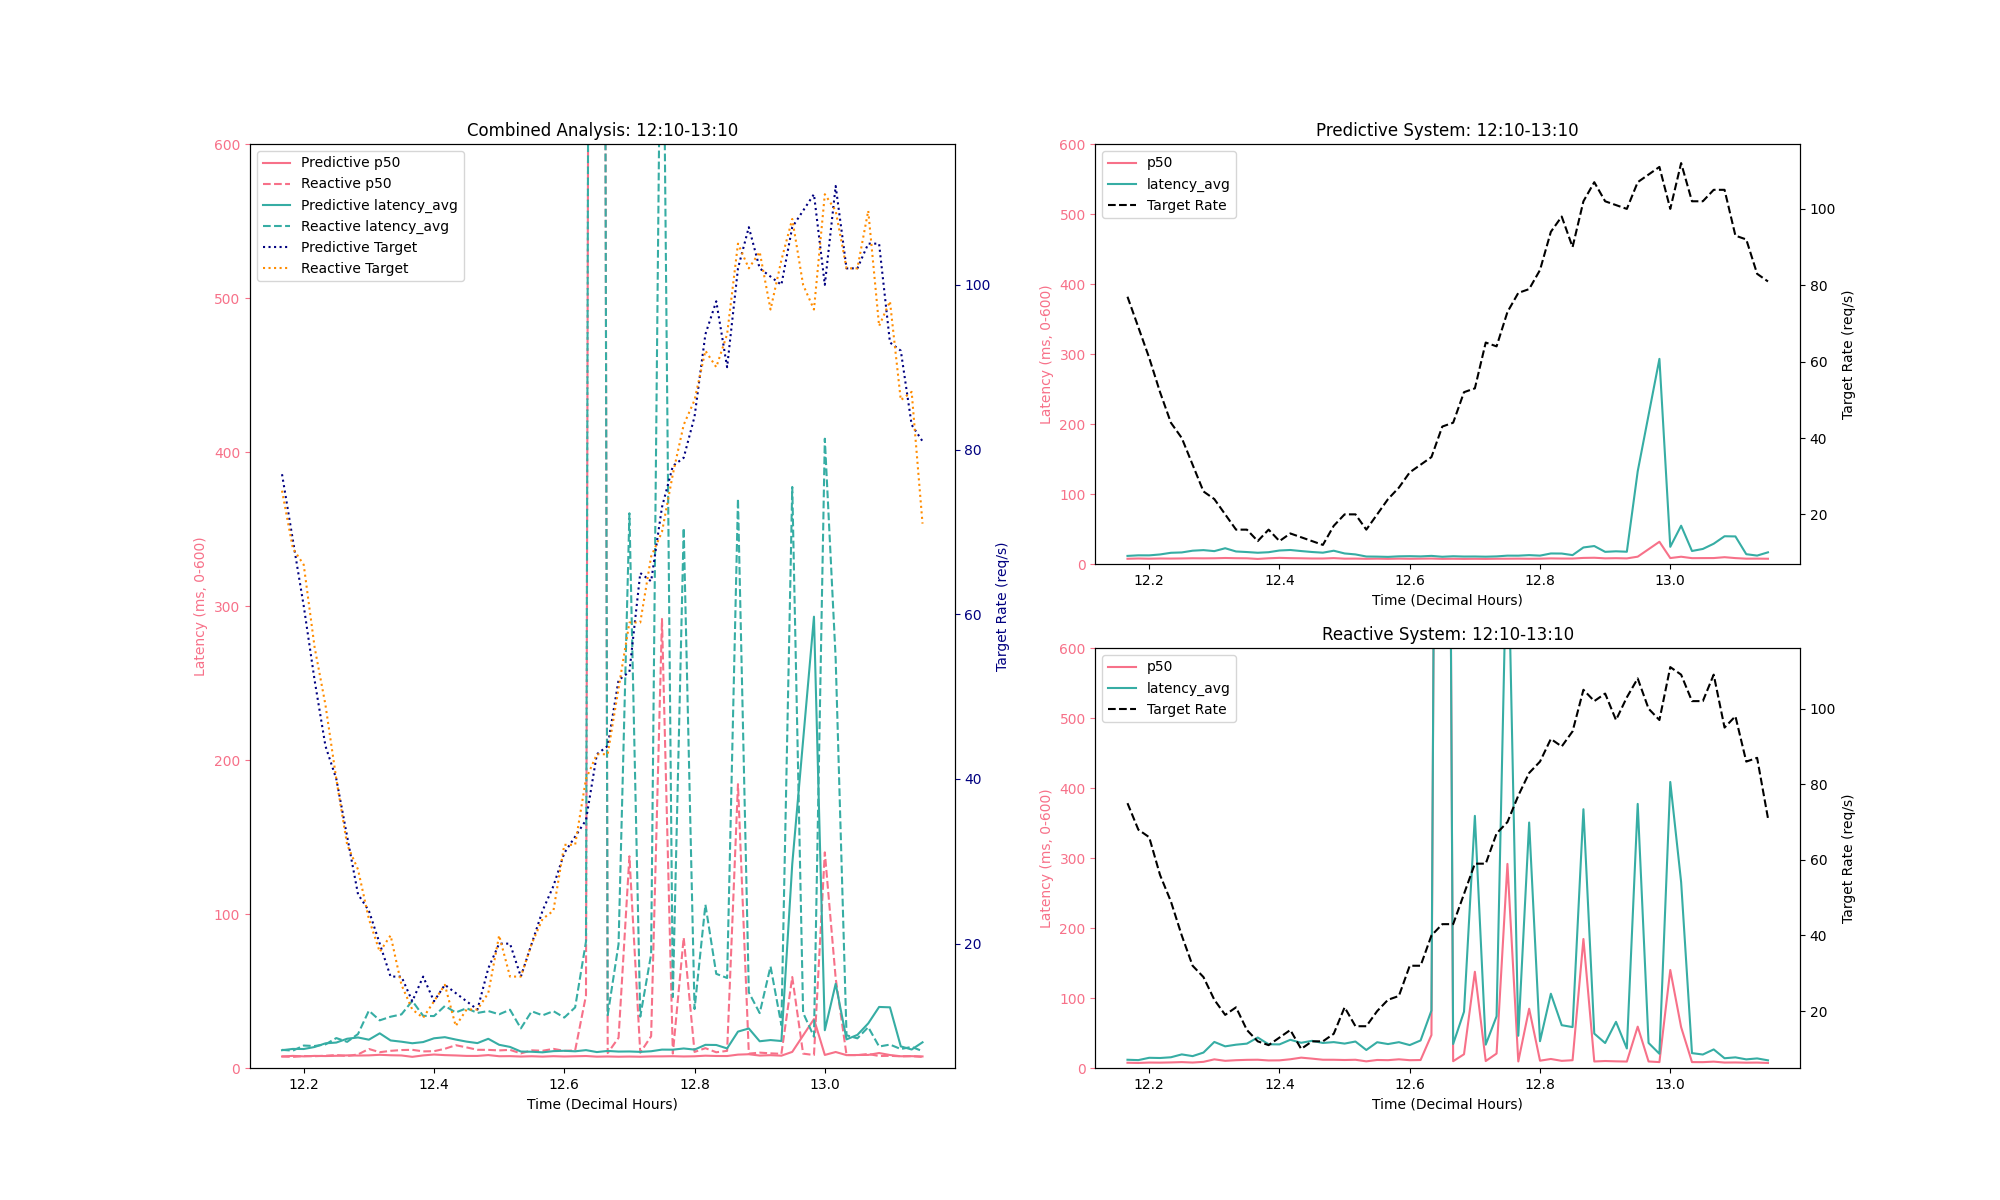 Combined Analysis: 12:10-13:10
Predictive p50
Reactive p50
Predictive latency_avg
Reactive latency_avg
Predictive Target
Reactive Target
Latency (ms, 0-600)
600
500
400
300
200
100
0
100
80
60
40
20
Target Rate (req/s)
12.2 12.4 12.6 12.8 13.0
Time (Decimal Hours)
Predictive System: 12:10-13:10
p50
latency_avg
Target Rate
Latency (ms, 0-600)
600
500
400
300
200
100
0
100
80
60
40
20
Target Rate (req/s)
12.2 12.4 12.6 12.8 13.0
Time (Decimal Hours)
Reactive System: 12:10-13:10
p50
latency_avg
Target Rate
Latency (ms, 0-600)
600
500
400
300
200
100
0
100
80
60
40
20
Target Rate (req/s)
12.2 12.4 12.6 12.8 13.0
Time (Decimal Hours)